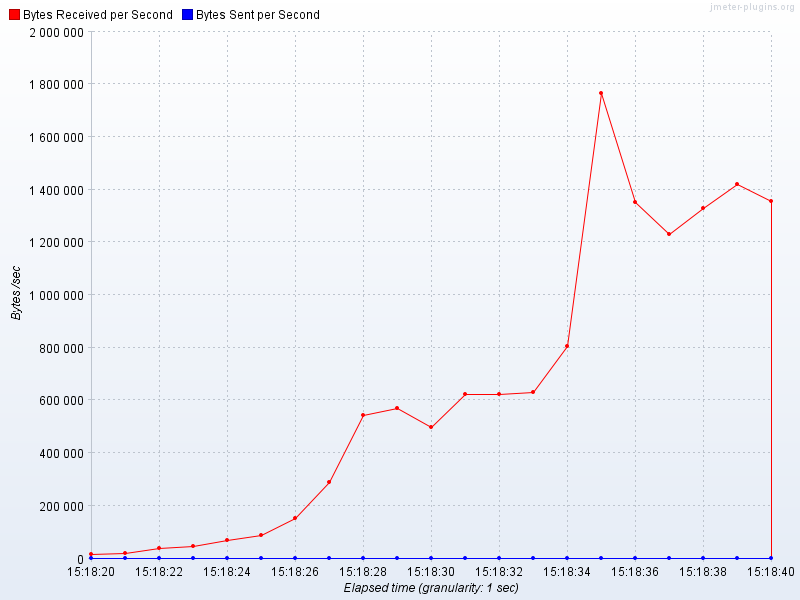 jmeter-plugins.org
Bytes Received per Second Bytes Sent per Second
2 000 000
1 800 000
1 600 000
1 400 000
1 200 000
1 000 000
800 000
600 000
400 000
200 000
0
Bytes /sec
15:18:20 15:18:22 15:18:24 15:18:26 15:18:28 15:18:30 15:18:32 15:18:34 15:18:36 15:18:38 15:18:40
Elapsed time (granularity: 1 sec)